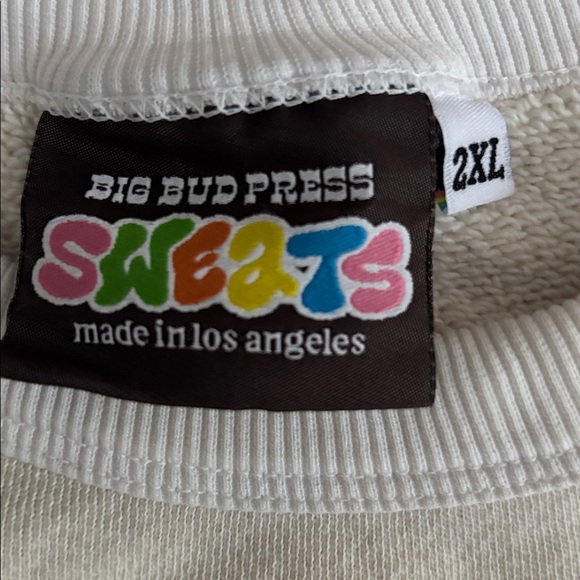 BIG BUD PRESS
SWEATS
made in los angeles
2XL